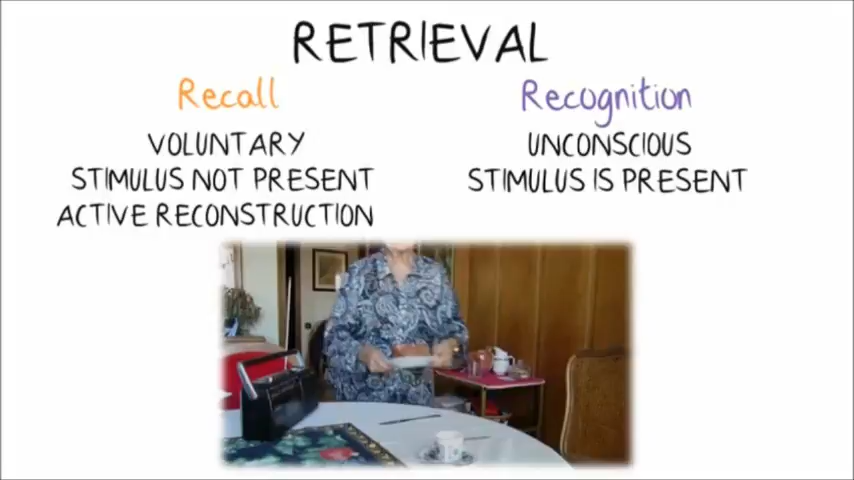 RETRIEVAL
Recall
VOLUNTARY
STIMULUS NOT PRESENT
ACTIVE RECONSTRUCTION
Recognition
UNCONSCIOUS
STIMULUS IS PRESENT